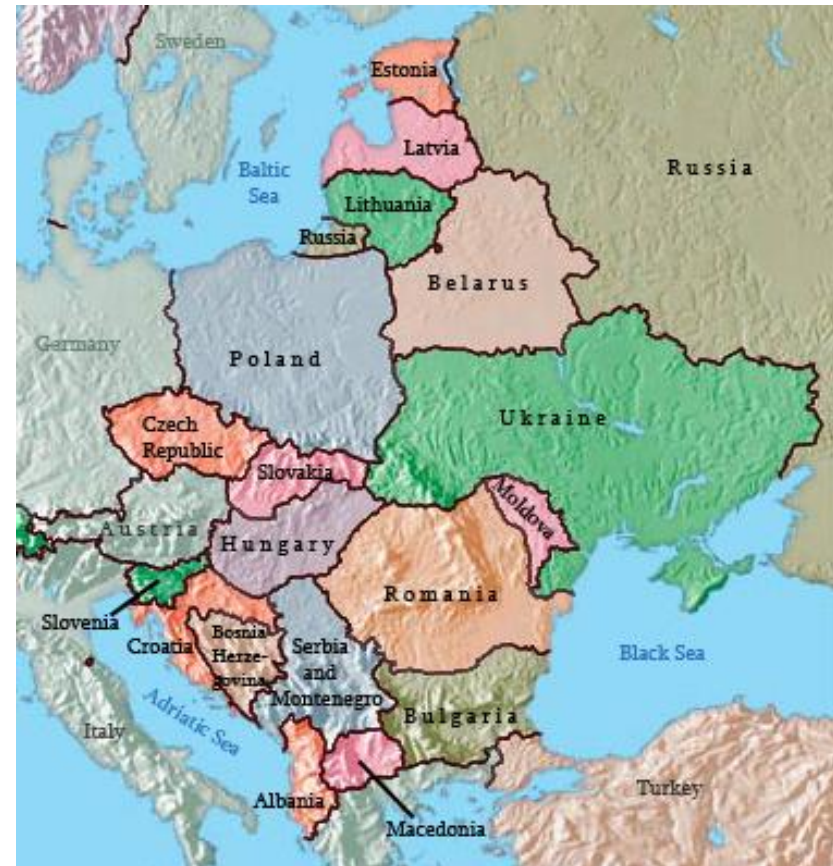 Sweden
Estonia
Latvia
Russia
Baltic
Sea
Lithuania
Russia
Belarus
Germany
Poland
Ukraine
Czech
Republic
Slovakia
Moldova
Austria
Hungary
Romania
Slovenia
Croatia
Bosnia
Herze-
govina
Serbia
and
Montenegro
Black Sea
Adriatic Sea
Italy
Bulgaria
Turkey
Albania
Macedonia